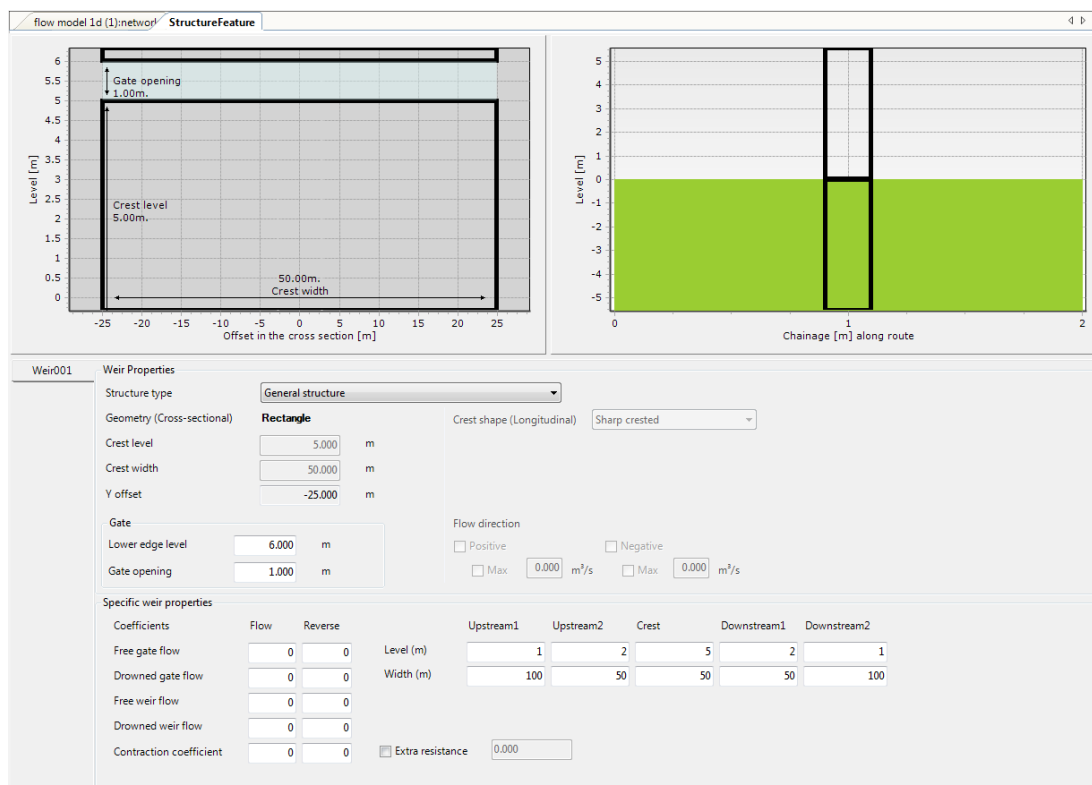 flow model 1d (1):networ StructureFeature
6
5.5
5
4.5
4
3.5
3
2.5
2
1.5
1
0.5
0
Level [m]
Gate opening
1.00m.
Crest level
5.00m.
50.00m.
Crest width
-25 -20 -15 -10 -5 0 5 10 15 20 25
Offset in the cross section [m]
5
4
3
2
1
0
-1
-2
-3
-4
-5
Level [m]
0 1 2
Chainage [m] along route
Weir001
Weir Properties
Structure type General structure
Geometry (Cross-sectional) Rectangle Crest shape (Longitudinal) Sharp crested
Crest level 5.000 m
Crest width 50.000 m
Y offset -25.000 m
Gate Flow direction
Lower edge level 6.000 m Positive Negative
Gate opening 1.000 m Max 0.000 m³/s Max 0.000 m³/s
Specific weir properties
Coefficients Flow Reverse Upstream1 Upstream2 Crest Downstream1 Downstream2
Free gate flow 0 0 Level (m) 1 2 5 2 1
Drowned gate flow 0 0 Width (m) 100 50 50 50 100
Free weir flow 0 0
Drowned weir flow 0 0
Contraction coefficient 0 0 Extra resistance 0.000